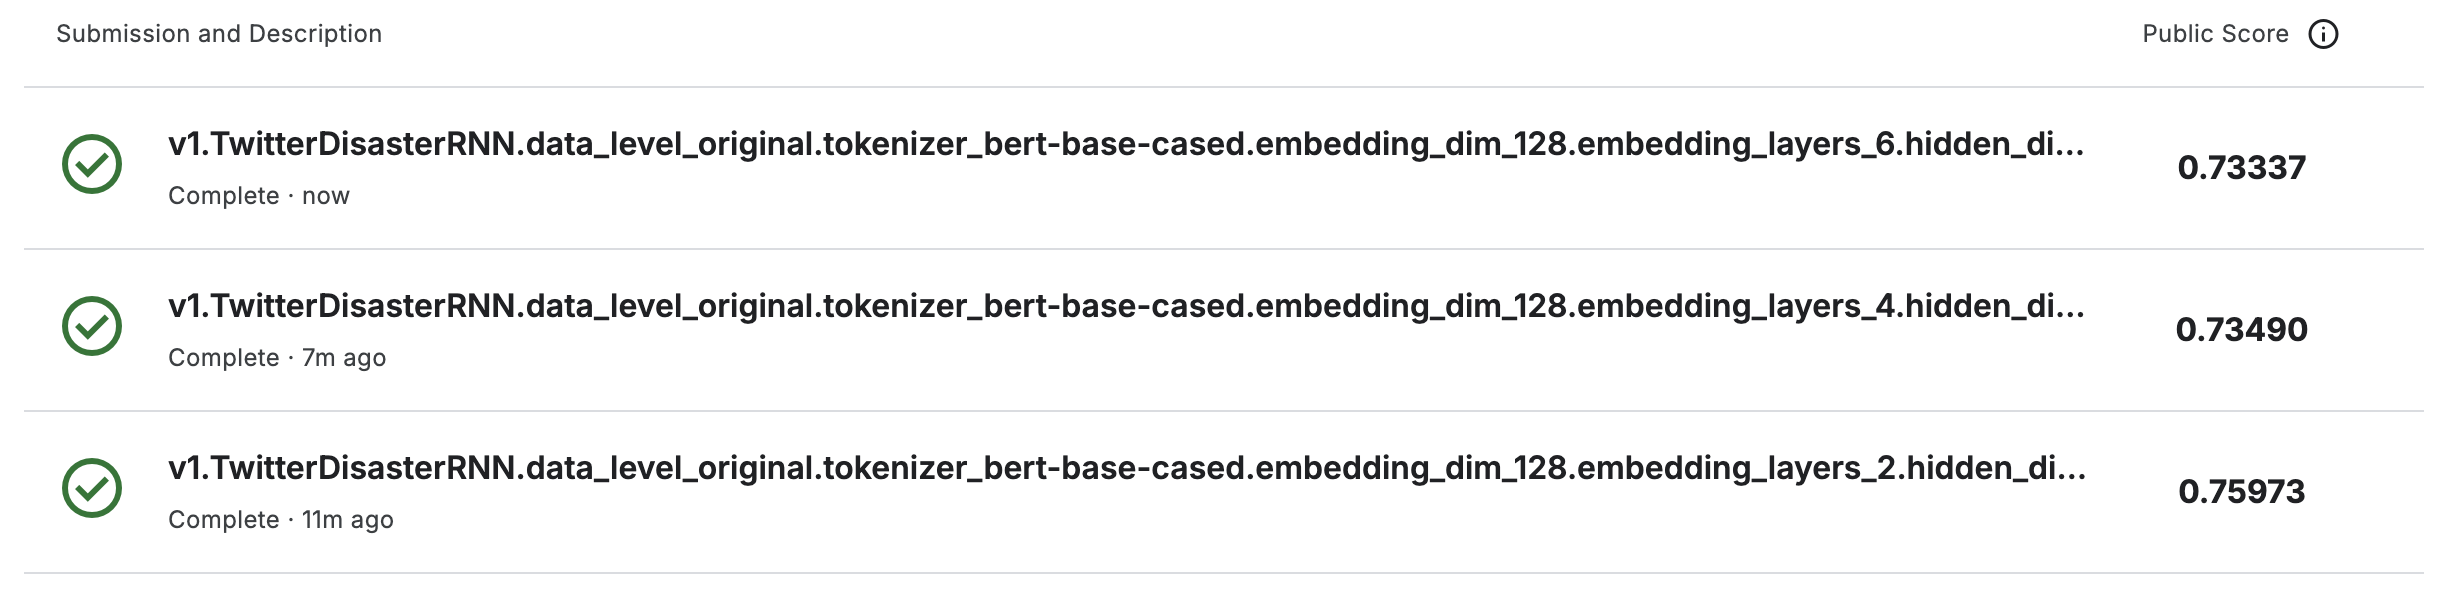 Submission and Description
Public Score
v1.TwitterDisasterRNN.data_level_original.tokenizer_bert-base-cased.embedding_dim_128.embedding_layers_6.hidden_di...
0.73337
Complete · now
v1.TwitterDisasterRNN.data_level_original.tokenizer_bert-base-cased.embedding_dim_128.embedding_layers_4.hidden_di...
0.73490
Complete · 7m ago
v1.TwitterDisasterRNN.data_level_original.tokenizer_bert-base-cased.embedding_dim_128.embedding_layers_2.hidden_di...
0.75973
Complete · 11m ago